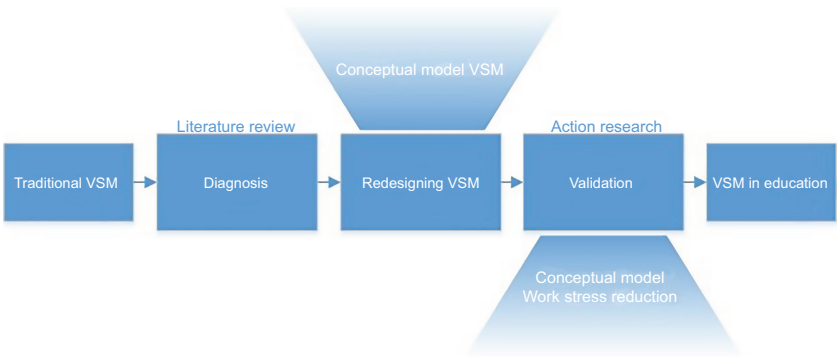 Conceptual model VSM
Literature review
Action research
Traditional VSM
Diagnosis
Redesigning VSM
Validation
VSM in education
Conceptual model
Work stress reduction